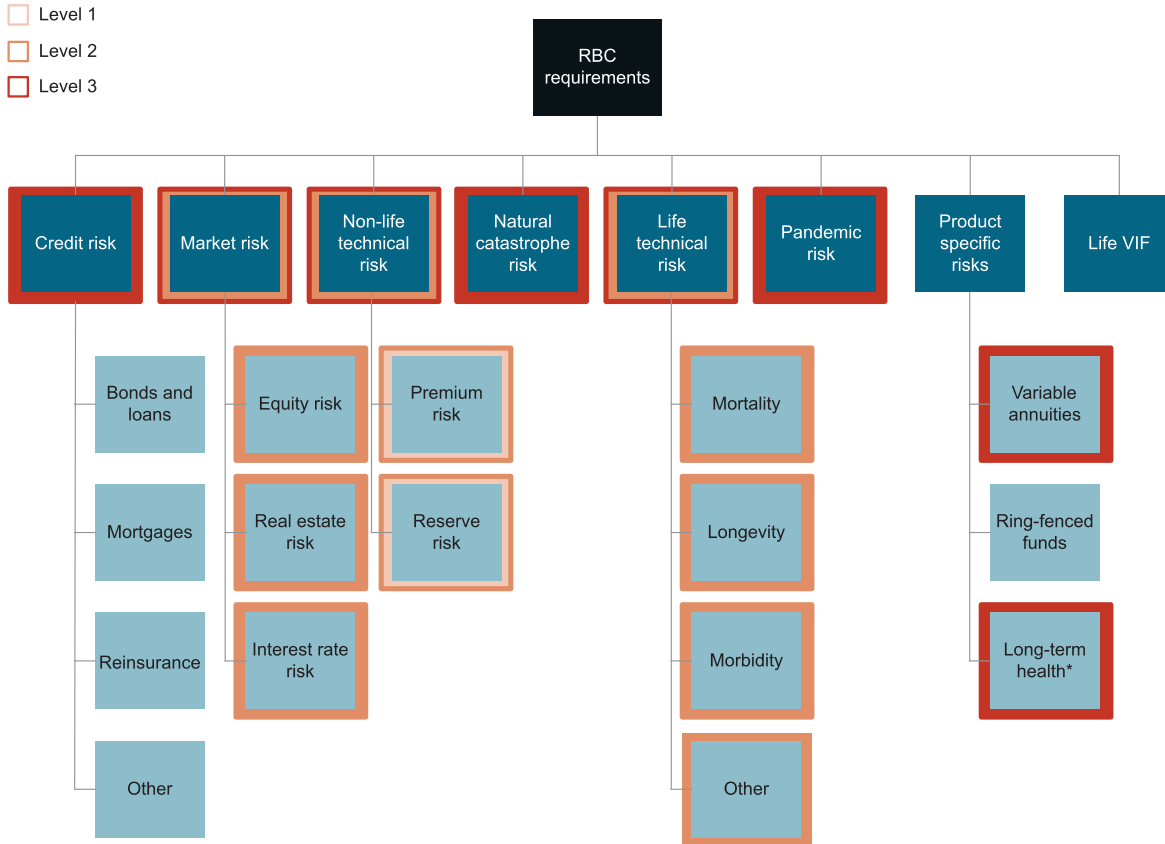 Level 1
Level 2
Level 3
RBC
requirements
Credit risk
Market risk
Non-life
technical
risk
Natural
catastrophe
risk
Life
technical
risk
Pandemic
risk
Product
specific
risks
Life VIF
Bonds and
loans
Mortgages
Reinsurance
Other
Equity risk
Real estate
risk
Interest rate
risk
Premium
risk
Reserve
risk
Mortality
Longevity
Morbidity
Other
Variable
annuities
Ring-fenced
funds
Long-term
health*